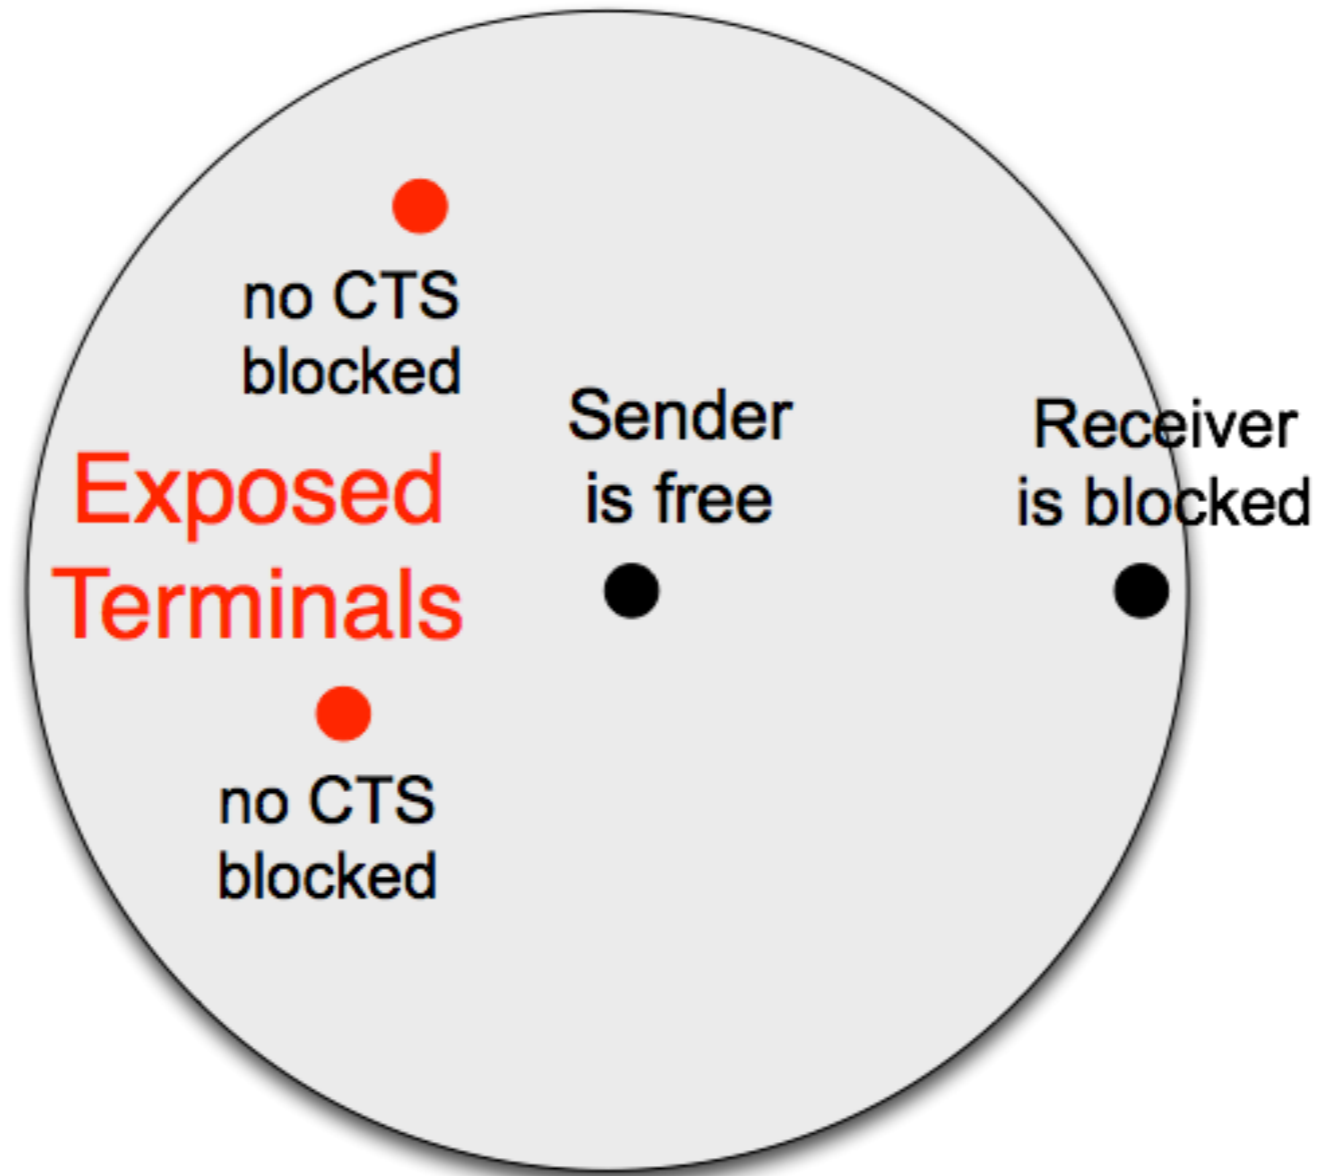 no CTS
blocked
Sender
is free
Receiver
is blocked
Exposed
Terminals
no CTS
blocked